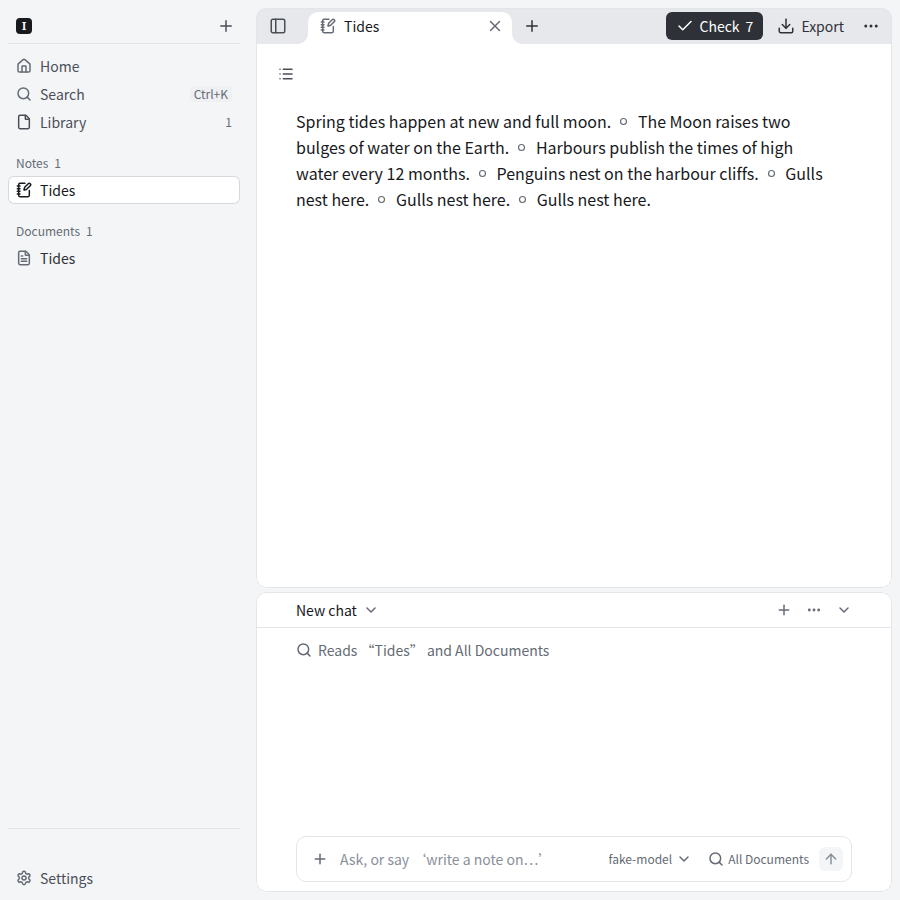 I
Home
Search Ctrl+K
Library 1
Notes 1
Tides
Documents 1
Tides
Settings
Tides
Check 7
Export
Spring tides happen at new and full moon. The Moon raises two
bulges of water on the Earth. Harbours publish the times of high
water every 12 months. Penguins nest on the harbour cliffs. Gulls
nest here. Gulls nest here. Gulls nest here.
New chat
Reads “Tides” and All Documents
Ask, or say ‘write a note on…’ fake-model All Documents